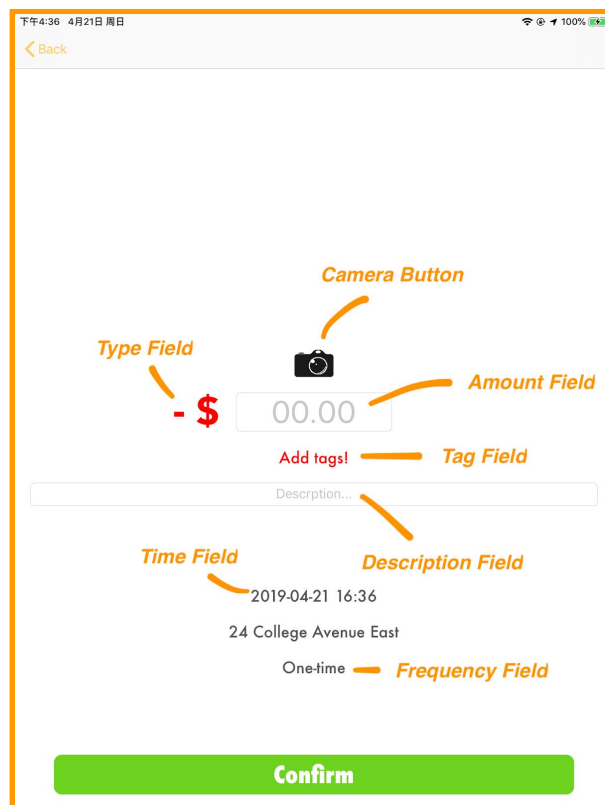 下午4:36 4月21日 周日 100%
Back
Camera Button
Type Field
Amount Field
- $ 00.00
Add tags! Tag Field
Descrption...
Time Field
Description Field
2019-04-21 16:36
24 College Avenue East
One-time Frequency Field
Confirm